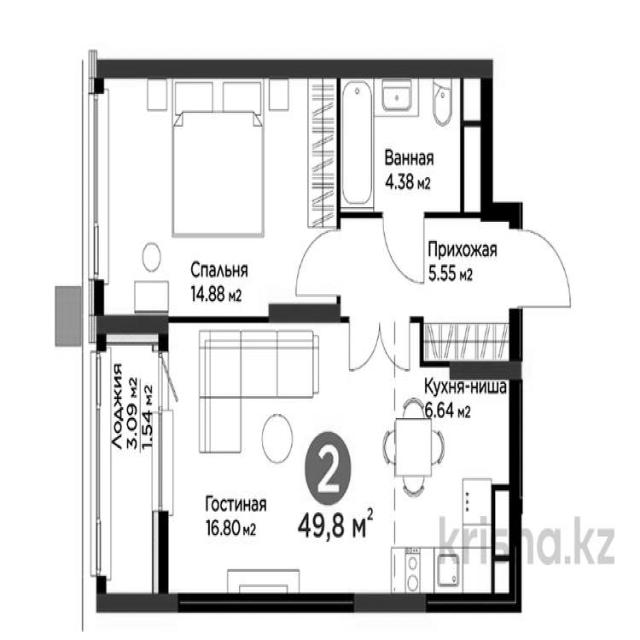 Ванная
4.38 м2
Прихожая
5.55 м2
Спальня
14.88 м2
Лоджия
3.09 м2
1.54 м2
Кухня-ниша
6.64 м2
2
49,8 м²
Гостиная
16.80 м2
krisha.kz